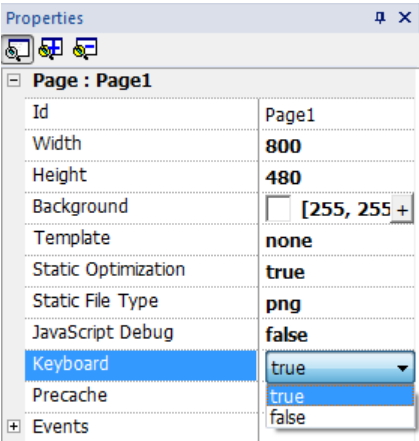 Properties
Page : Page1
Id Page1
Width 800
Height 480
Background [255, 255 +
Template none
Static Optimization true
Static File Type png
JavaScript Debug false
Keyboard true
Precache true
false
Events